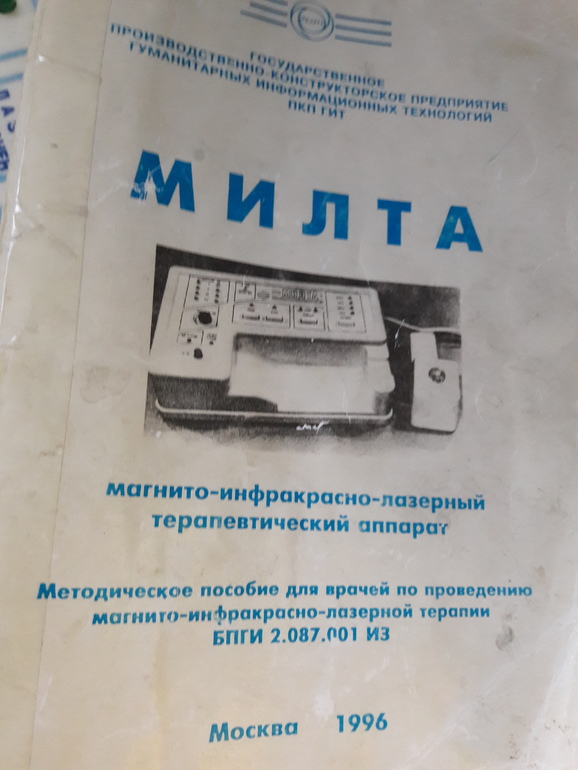 ГОСУДАРСТВЕННОЕ
ПРОИЗВОДСТВЕННО-КОНСТРУКТОРСКОЕ ПРЕДПРИЯТИЕ
ГУМАНИТАРНЫХ ИНФОРМАЦИОННЫХ ТЕХНОЛОГИЙ
ПКП ГИТ
МИЛТА
магнито-инфракрасно-лазерный
терапевтический аппарат
Методическое пособие для врачей по проведению
магнито-инфракрасно-лазерной терапии
БПГИ 2.087.001 ИЗ
Москва 1996